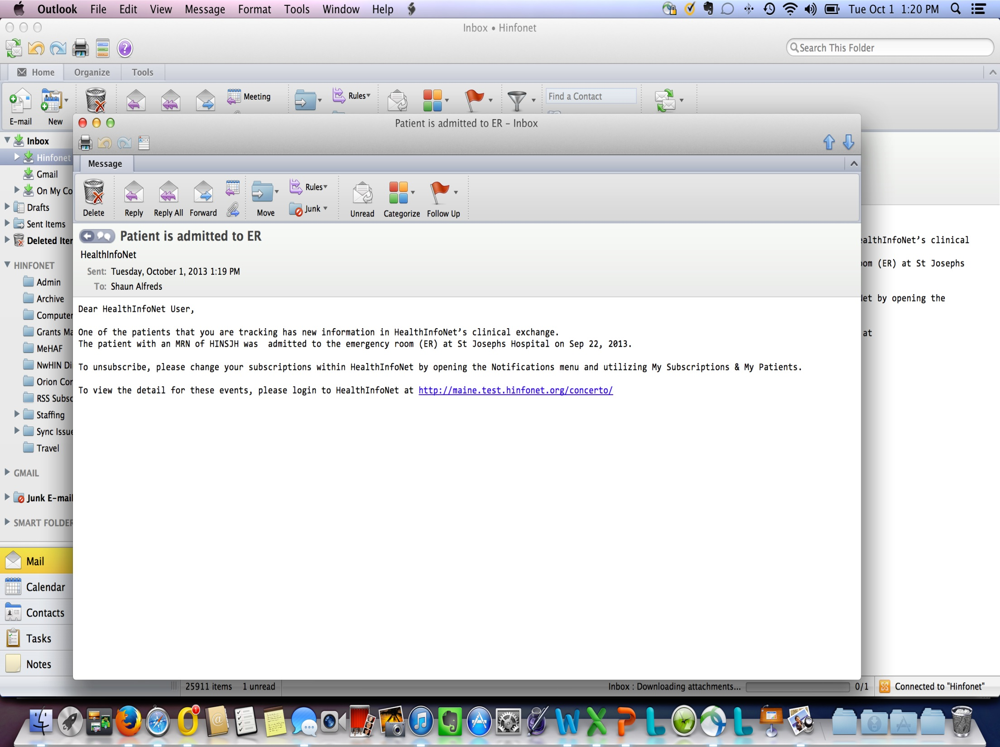 Outlook File Edit View Message Format Tools Window Help Tue Oct 1 1:20 PM
Inbox • Hinfonet
Search This Folder
Home Organize Tools
Meeting
Rules
Find a Contact
E-mail New
Patient is admitted to ER – Inbox
Message
Rules
Junk
Delete Reply Reply All Forward Move Unread Categorize Follow Up
Inbox
Hinfonet
Gmail
On My Co
Drafts
Sent Items
Deleted Iter
HINFONET
Admin
Archive
Computer
Grants Ma
MeHAF
NwHIN Di
Orion Cor
RSS Subsc
Staffing
Sync Issue
Travel
GMAIL
Junk E-mail
SMART FOLDER
Mail
Calendar
Contacts
Tasks
Notes
Patient is admitted to ER
HealthInfoNet
Sent: Tuesday, October 1, 2013 1:19 PM
To: Shaun Alfreds
Dear HealthInfoNet User,
One of the patients that you are tracking has new information in HealthInfoNet’s clinical exchange.
The patient with an MRN of HINSJH was  admitted to the emergency room (ER) at St Josephs Hospital on Sep 22, 2013.
To unsubscribe, please change your subscriptions within HealthInfoNet by opening the Notifications menu and utilizing My Subscriptions & My Patients.
To view the detail for these events, please login to HealthInfoNet at http://maine.test.hinfonet.org/concerto/
ealthInfoNet’s clinical
om (ER) at St Josephs
et by opening the
at
25911 items 1 unread Inbox : Downloading attachments... 0/1 Connected to "Hinfonet"
1